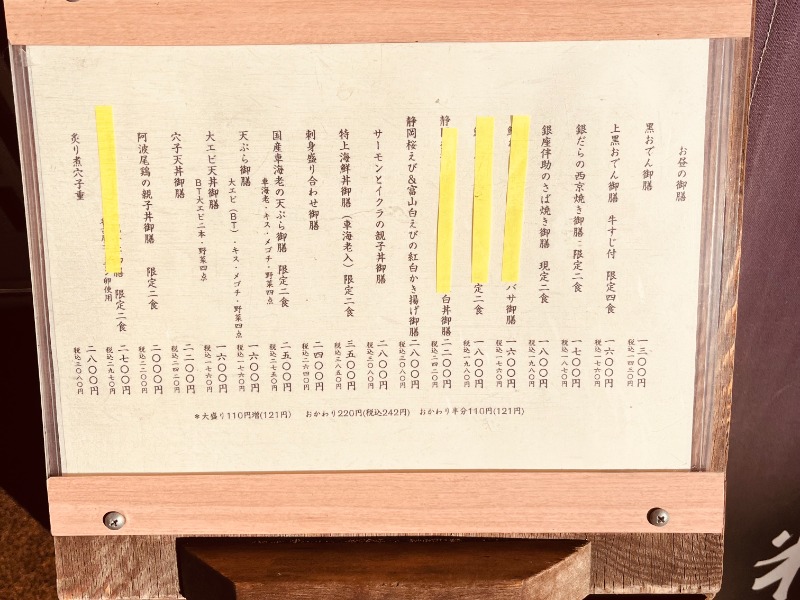 お昼の御膳
黒おでん御膳
一三〇〇円
税込一四三〇円
上黒おでん御膳 牛すじ付 限定四食
一六〇〇円
税込一七六〇円
銀だらの西京焼き御膳 限定二食
一七〇〇円
税込一八七〇円
銀座伴助のさば焼き御膳 現定二食
一八〇〇円
税込一九八〇円
バサ御膳
一六〇〇円
税込一七六〇円
定二食
一八〇〇円
税込一九八〇円
静
白丼御膳
二二〇〇円
税込二四二〇円
静岡桜えび&富山白えびの紅白かき揚げ御膳
二八〇〇円
税込三〇八〇円
サーモンとイクラの親子丼御膳
二八〇〇円
税込三〇八〇円
特上海鮮丼御膳(車海老入) 限定二食
三五〇〇円
税込三八五〇円
刺身盛り合わせ御膳
二四〇〇円
税込二六四〇円
国産車海老の天ぷら御膳 限定二食
車海老・キス・メゴチ・野菜四点
二五〇〇円
税込二七五〇円
天ぷら御膳
大エビ(BT)・キス・メゴチ・野菜四点
一六〇〇円
税込一七六〇円
大エビ天丼御膳
BT大エビ二本・野菜四点
一六〇〇円
税込一七六〇円
穴子天丼御膳
二二〇〇円
税込二四二〇円
阿波尾鶏の親子丼御膳 限定二食
二〇〇〇円
税込二二〇〇円
膳 限定二食
卵使用
二七〇〇円
税込二九七〇円
炙り煮穴子重
二八〇〇円
税込三〇八〇円
*大盛り110円増(121円) おかわり220円(税込242円) おかわり半分110円(121円)